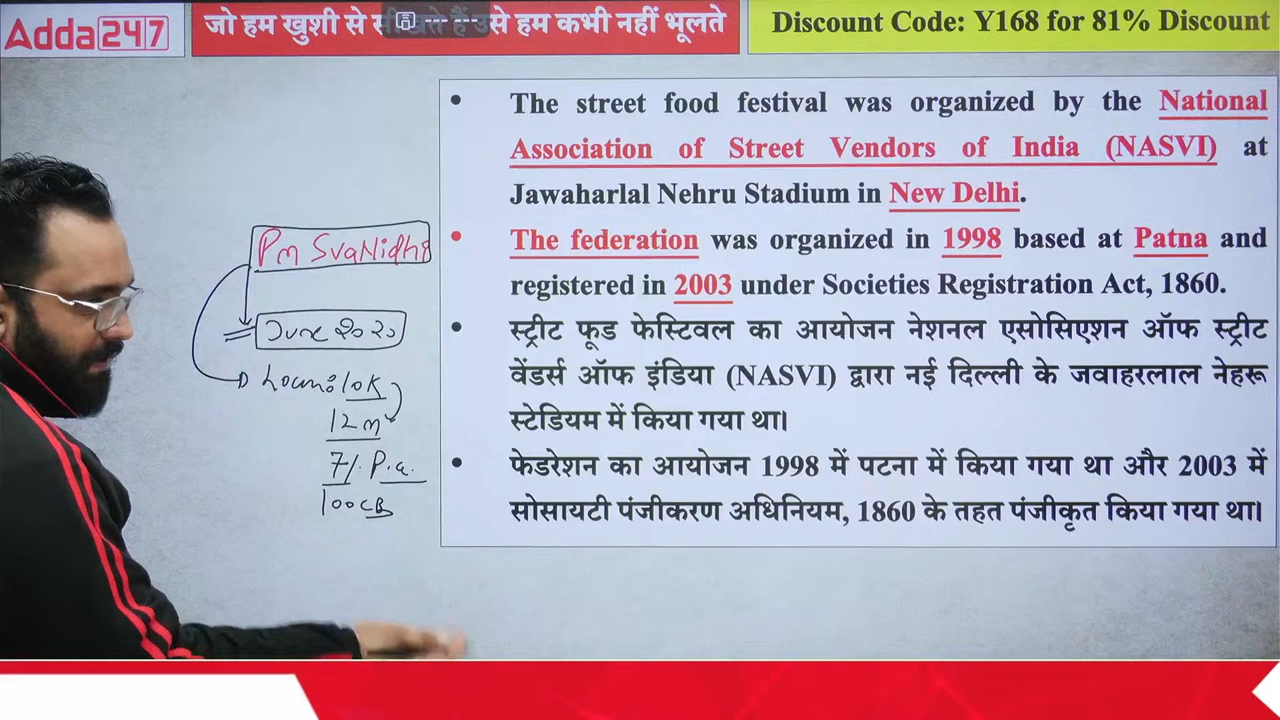 Adda247
जो हम खुशी से सीखते हैं उसे हम कभी नहीं भूलते
Discount Code: Y168 for 81% Discount
• The street food festival was organized by the National
Association of Street Vendors of India (NASVI) at
Jawaharlal Nehru Stadium in New Delhi.
• The federation was organized in 1998 based at Patna and
registered in 2003 under Societies Registration Act, 1860.
• स्ट्रीट फूड फेस्टिवल का आयोजन नेशनल एसोसिएशन ऑफ स्ट्रीट
वेंडर्स ऑफ इंडिया (NASVI) द्वारा नई दिल्ली के जवाहरलाल नेहरू
स्टेडियम में किया गया था।
• फेडरेशन का आयोजन 1998 में पटना में किया गया था और 2003 में
सोसायटी पंजीकरण अधिनियम, 1860 के तहत पंजीकृत किया गया था।
Pm SvaNidhi
June 2020
Loan: 10K
12m
7% P.a.
100CB